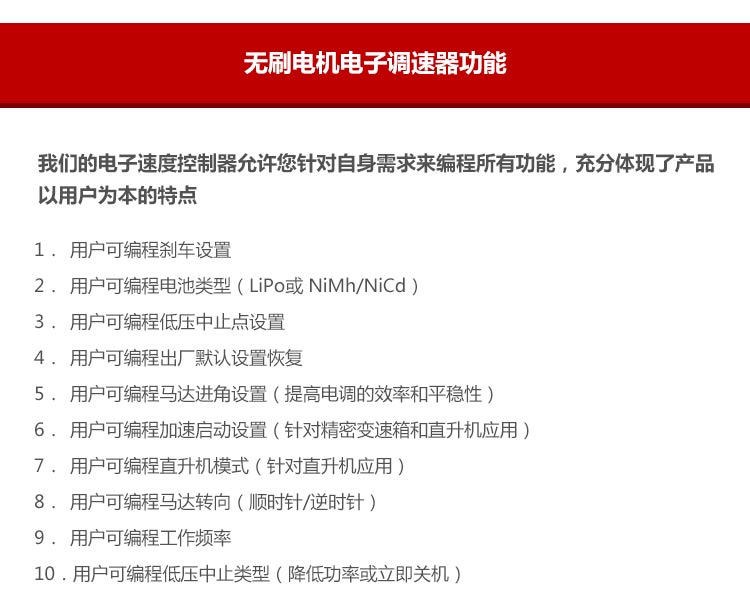 无刷电机电子调速器功能
我们的电子速度控制器允许您针对自身需求来编程所有功能，充分体现了产品
以用户为本的特点
1． 用户可编程刹车设置
2． 用户可编程电池类型（LiPo或 NiMh/NiCd）
3． 用户可编程低压中止点设置
4． 用户可编程出厂默认设置恢复
5． 用户可编程马达进角设置（提高电调的效率和平稳性）
6． 用户可编程加速启动设置（针对精密变速箱和直升机应用）
7． 用户可编程直升机模式（针对直升机应用）
8． 用户可编程马达转向（顺时针/逆时针）
9． 用户可编程工作频率
10．用户可编程低压中止类型（降低功率或立即关机）